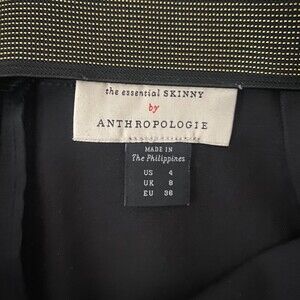 the essential SKINNY
by
ANTHROPOLOGIE
MADE IN
The Philippines
US 4
UK 8
EU 36